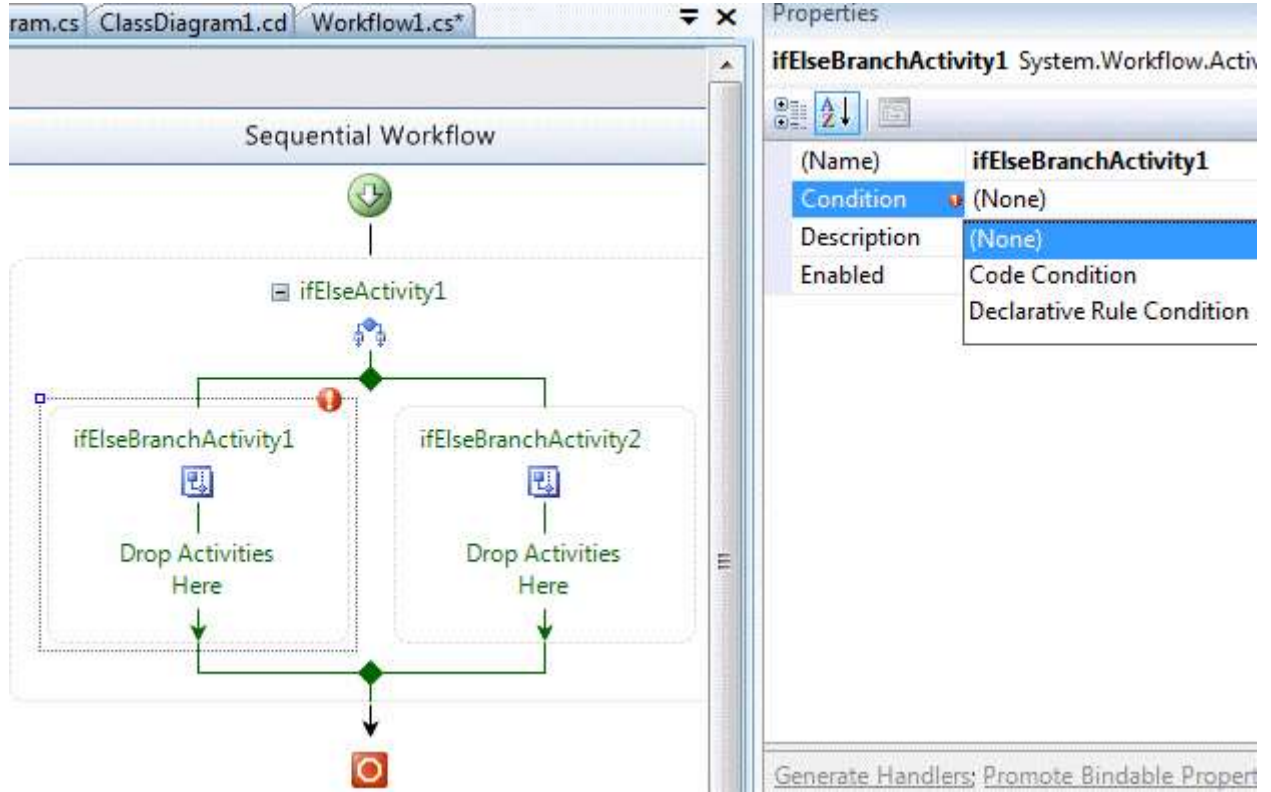 ram.cs ClassDiagram1.cd Workflow1.cs*
Sequential Workflow
ifElseActivity1
ifElseBranchActivity1 ifElseBranchActivity2
Drop Activities Drop Activities
Here Here
Properties
ifElseBranchActivity1 System.Workflow.Activ
(Name) ifElseBranchActivity1
Condition (None)
Description (None)
Enabled Code Condition
Declarative Rule Condition
Generate Handlers; Promote Bindable Propert